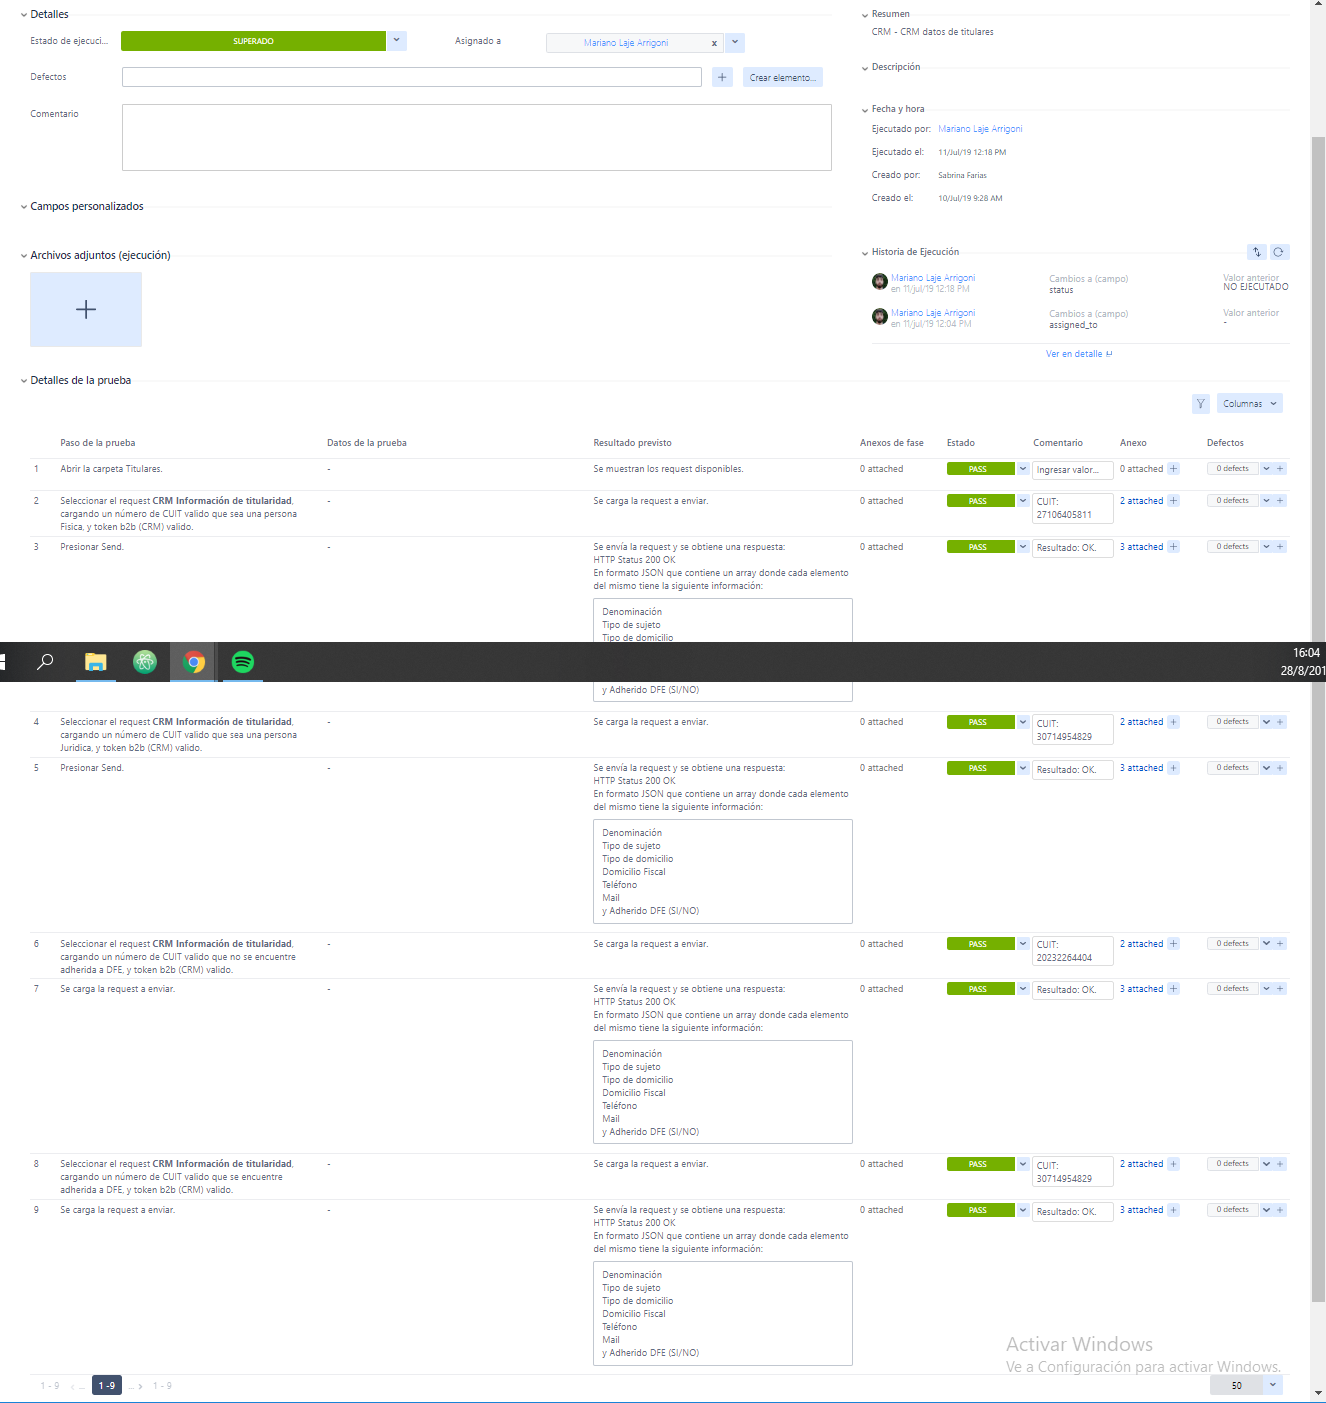 Detalles
Estado de ejecuci... SUPERADO Asignado a Mariano Laje Arrigoni x
Defectos + Crear elemento...
Comentario
Campos personalizados
Archivos adjuntos (ejecución)
+
Resumen
CRM - CRM datos de titulares
Descripción
Fecha y hora
Ejecutado por: Mariano Laje Arrigoni
Ejecutado el: 11/Jul/19 12:18 PM
Creado por: Sabrina Farias
Creado el: 10/Jul/19 9:28 AM
Historia de Ejecución
Mariano Laje Arrigoni Cambios a (campo) Valor anterior
en 11/Jul/19 12:18 PM status NO EJECUTADO
Mariano Laje Arrigoni Cambios a (campo) Valor anterior
en 11/Jul/19 12:04 PM assigned_to -
Ver en detalle
Detalles de la prueba
Columnas
Paso de la prueba Datos de la prueba Resultado previsto Anexos de fase Estado Comentario Anexo Defectos
1 Abrir la carpeta Titulares. - Se muestran los request disponibles. 0 attached PASS Ingresar valor... 0 attached + 0 defects +
2 Seleccionar el request CRM Información de titularidad, - Se carga la request a enviar. 0 attached PASS CUIT: 2 attached + 0 defects +
cargando un número de CUIT valido que sea una persona 27106405811
Fisica, y token b2b (CRM) valido.
3 Presionar Send. - Se envía la request y se obtiene una respuesta: 0 attached PASS Resultado: OK. 3 attached + 0 defects +
HTTP Status 200 OK
En formato JSON que contiene un array donde cada elemento
del mismo tiene la siguiente información:
Denominación
Tipo de sujeto
Tipo de domicilio
16:04
28/8/201
y Adherido DFE (SI/NO)
4 Seleccionar el request CRM Información de titularidad, - Se carga la request a enviar. 0 attached PASS CUIT: 2 attached + 0 defects +
cargando un número de CUIT valido que sea una persona 30714954829
Juridica, y token b2b (CRM) valido.
5 Presionar Send. - Se envía la request y se obtiene una respuesta: 0 attached PASS Resultado: OK. 3 attached + 0 defects +
HTTP Status 200 OK
En formato JSON que contiene un array donde cada elemento
del mismo tiene la siguiente información:
Denominación
Tipo de sujeto
Tipo de domicilio
Domicilio Fiscal
Teléfono
Mail
y Adherido DFE (SI/NO)
6 Seleccionar el request CRM Información de titularidad, - Se carga la request a enviar. 0 attached PASS CUIT: 2 attached + 0 defects +
cargando un número de CUIT valido que no se encuentre 20232264404
adherida a DFE, y token b2b (CRM) valido.
7 Se carga la request a enviar. - Se envía la request y se obtiene una respuesta: 0 attached PASS Resultado: OK. 3 attached + 0 defects +
HTTP Status 200 OK
En formato JSON que contiene un array donde cada elemento
del mismo tiene la siguiente información:
Denominación
Tipo de sujeto
Tipo de domicilio
Domicilio Fiscal
Teléfono
Mail
y Adherido DFE (SI/NO)
8 Seleccionar el request CRM Información de titularidad, - Se carga la request a enviar. 0 attached PASS CUIT: 2 attached + 0 defects +
cargando un número de CUIT valido que se encuentre 30714954829
adherida a DFE, y token b2b (CRM) valido.
9 Se carga la request a enviar. - Se envía la request y se obtiene una respuesta: 0 attached PASS Resultado: OK. 3 attached + 0 defects +
HTTP Status 200 OK
En formato JSON que contiene un array donde cada elemento
del mismo tiene la siguiente información:
Denominación
Tipo de sujeto
Tipo de domicilio
Domicilio Fiscal
Teléfono
Mail
y Adherido DFE (SI/NO)
Activar Windows
Ve a Configuración para activar Windows.
1 - 9 ‹ ... 1 -9 ... › 1 - 9 50